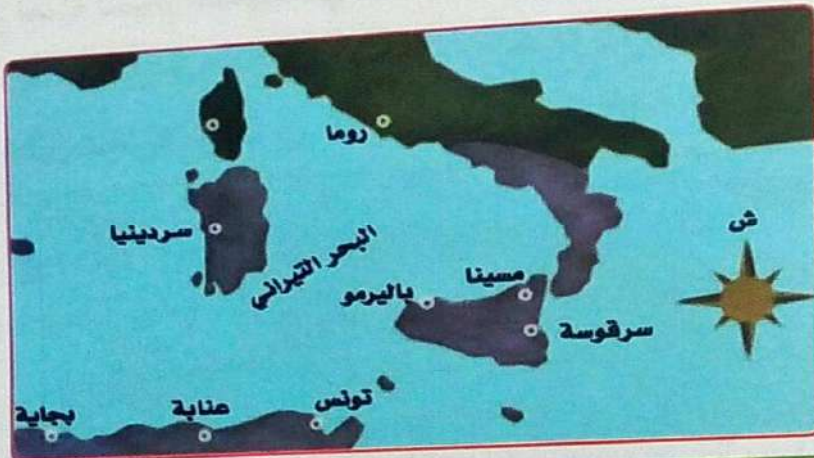 روما
ش
سردينيا
البحر التيراني
مسينا
باليرمو
سرقوسة
تونس
عنابة
بجاية